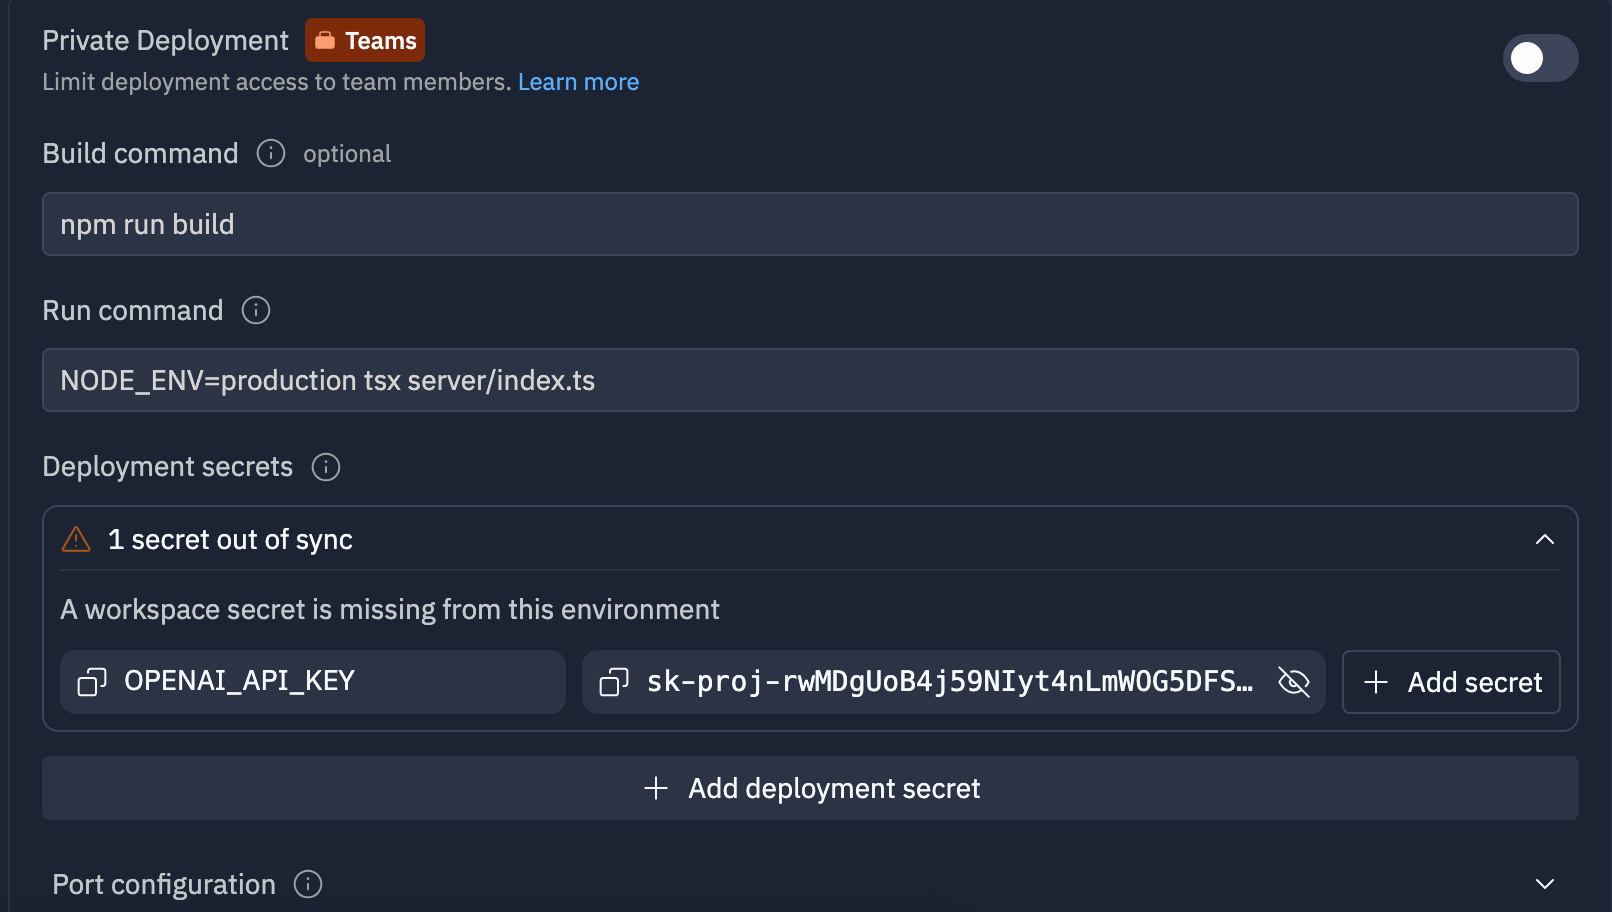 Private Deployment Teams
Limit deployment access to team members. Learn more
Build command optional
npm run build
Run command
NODE_ENV=production tsx server/index.ts
Deployment secrets
1 secret out of sync
A workspace secret is missing from this environment
OPENAI_API_KEY sk-proj-rwMDgUoB4j59NIyt4nLmWOG5DFS… Add secret
Add deployment secret
Port configuration